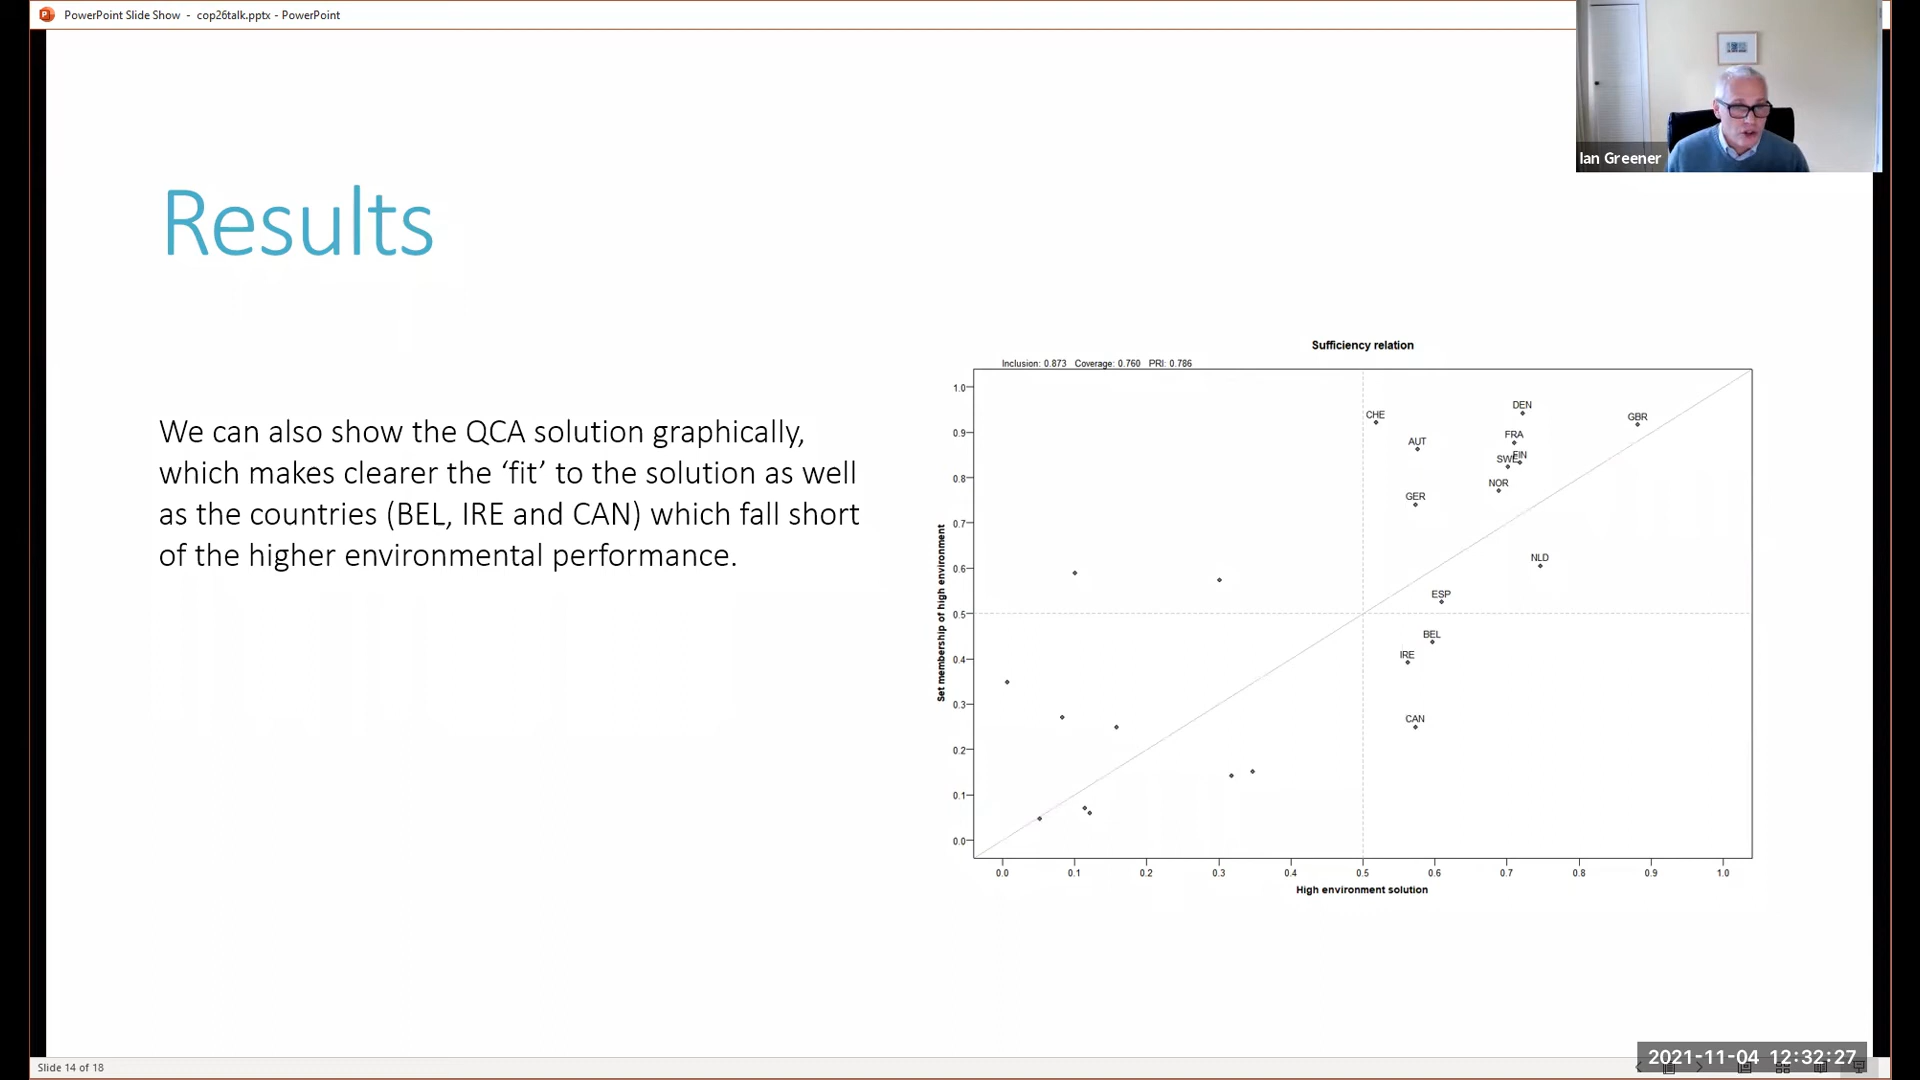 PowerPoint Slide Show - cop26talk.pptx - PowerPoint
Ian Greener
Results
We can also show the QCA solution graphically,
which makes clearer the ‘fit’ to the solution as well
as the countries (BEL, IRE and CAN) which fall short
of the higher environmental performance.
Sufficiency relation
Inclusion: 0.873 Coverage: 0.760 PRI: 0.786
Set membership of high environment
1.0
0.9
0.8
0.7
0.6
0.5
0.4
0.3
0.2
0.1
0.0
DEN
CHE
GBR
FRA
AUT
FIN
SWE
NOR
GER
NLD
ESP
BEL
IRE
CAN
0.0 0.1 0.2 0.3 0.4 0.5 0.6 0.7 0.8 0.9 1.0
High environment solution
Slide 14 of 18
2021-11-04 12:32:27